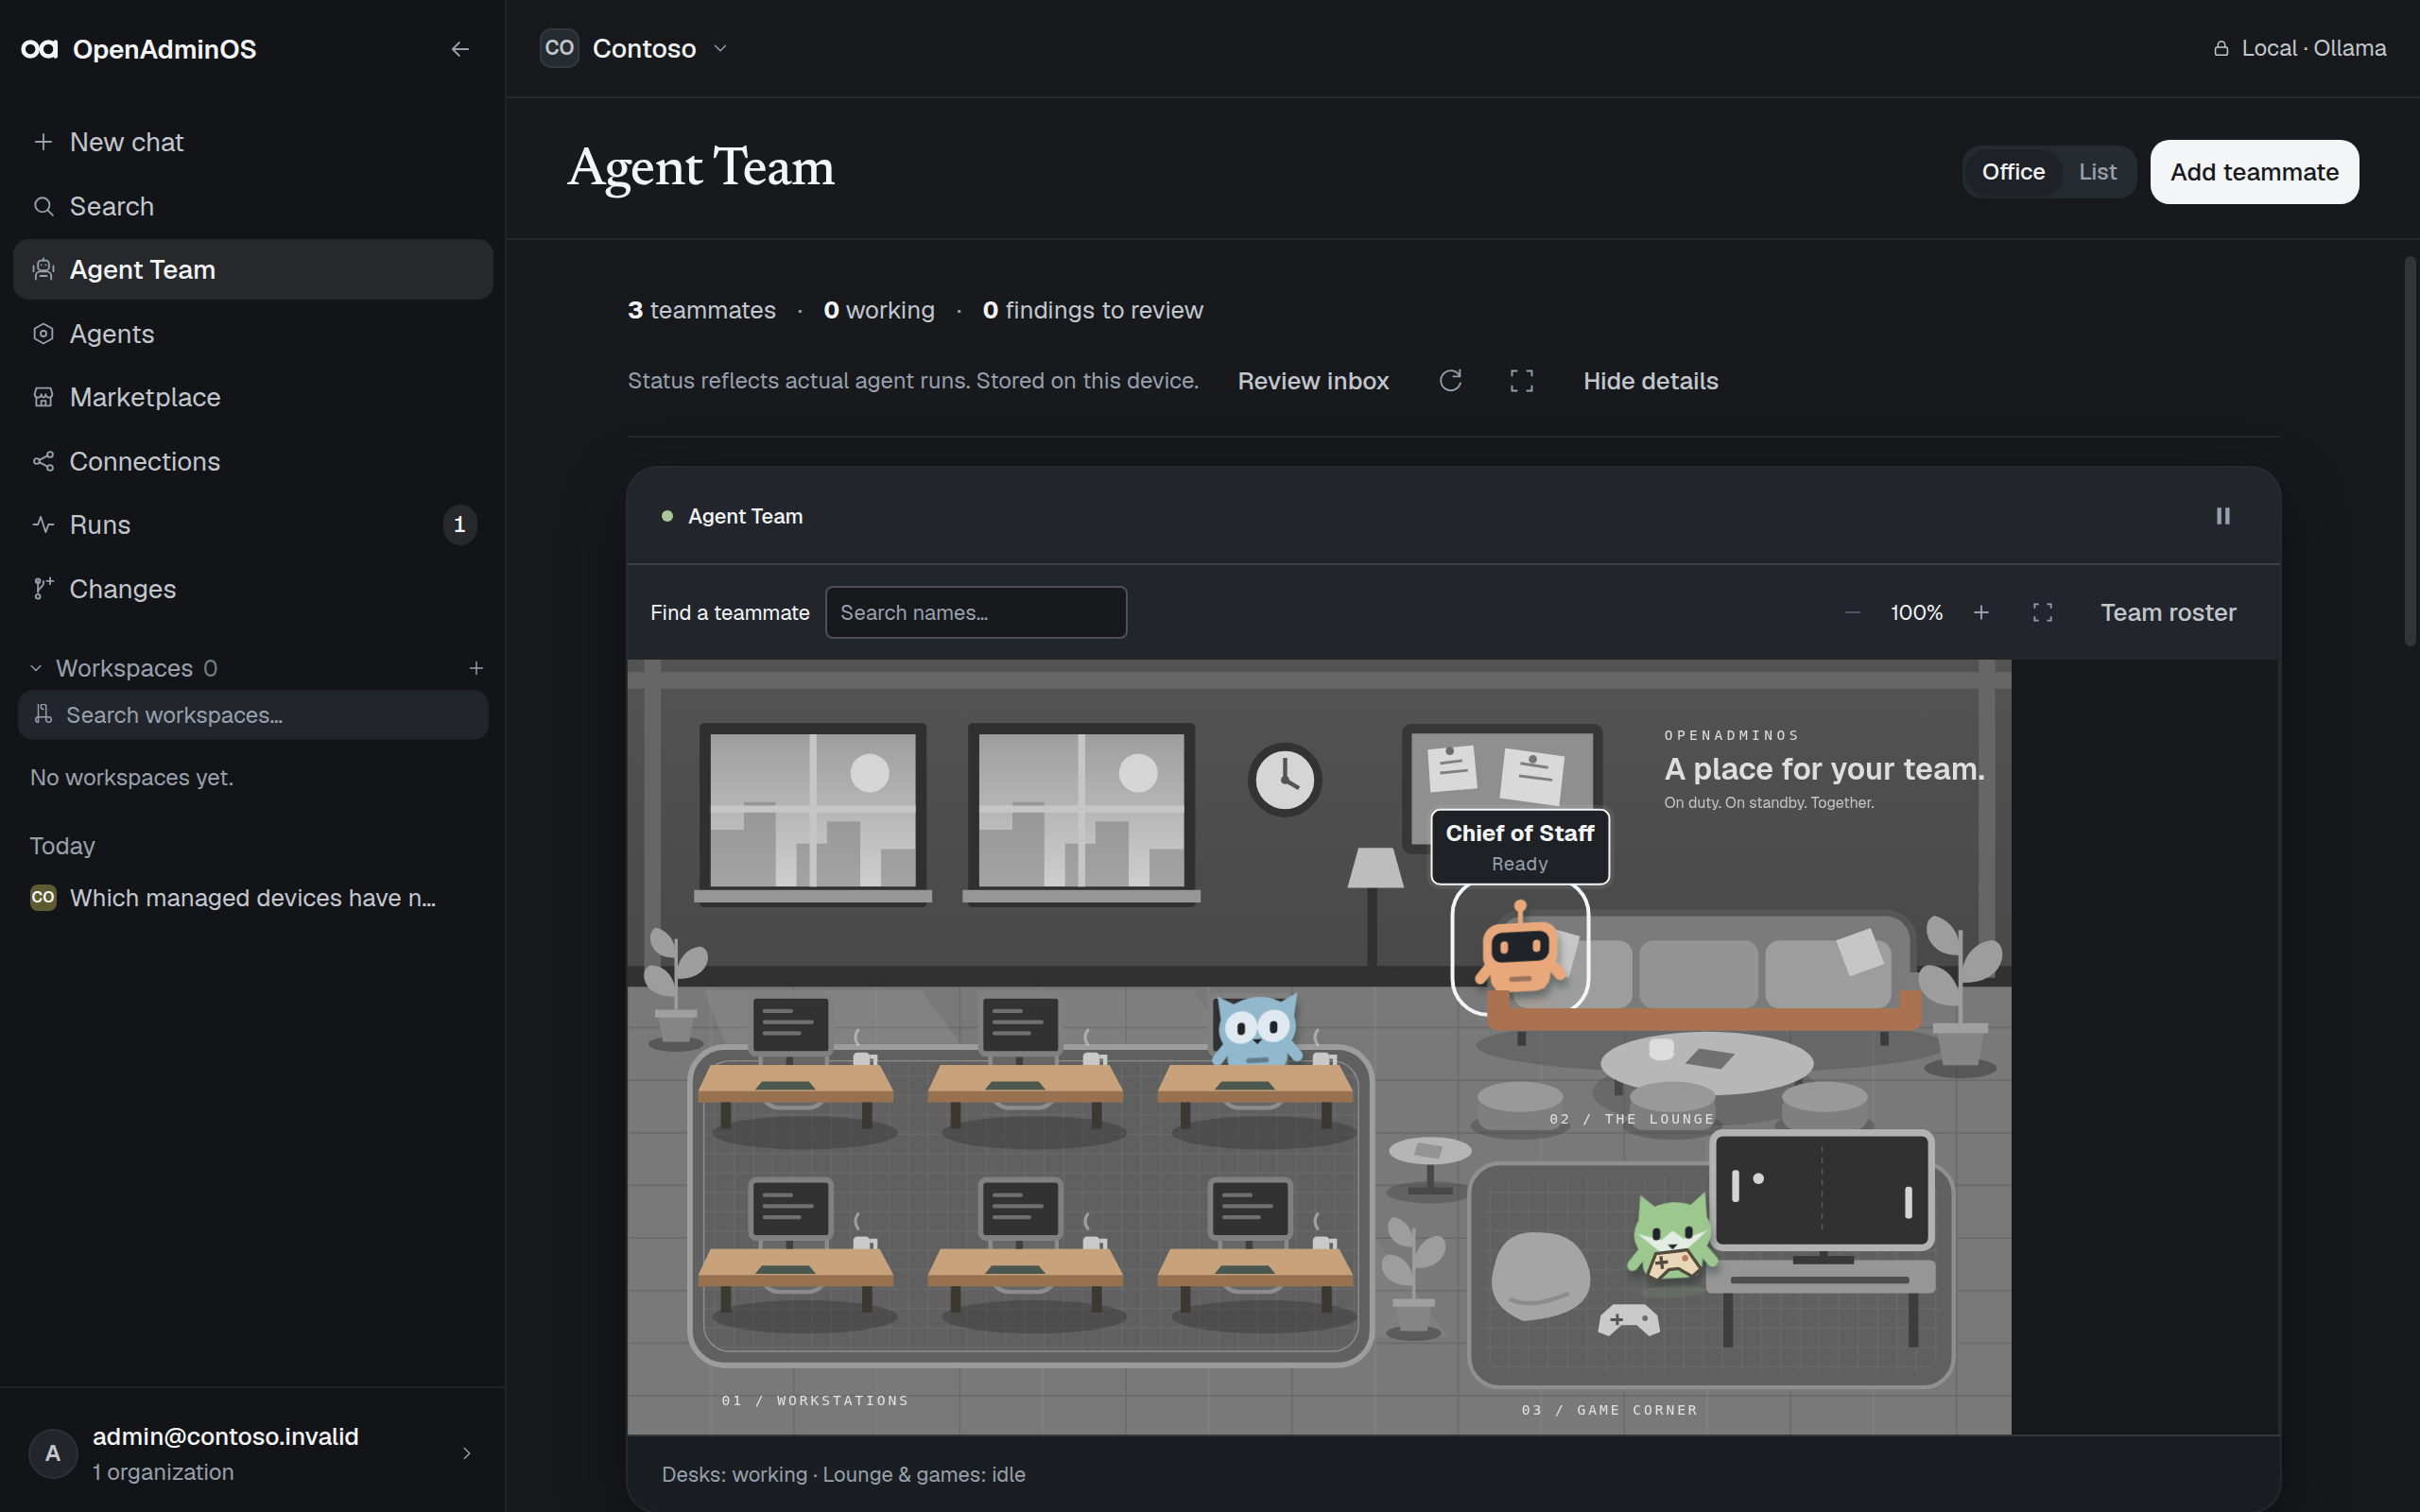 OpenAdminOS
New chat
Search
Agent Team
Agents
Marketplace
Connections
Runs 1
Changes
Workspaces 0
Search workspaces...
No workspaces yet.
Today
CO Which managed devices have n...
A
admin@contoso.invalid
1 organization
CO Contoso
Local · Ollama
Agent Team
Office List Add teammate
3 teammates · 0 working · 0 findings to review
Status reflects actual agent runs. Stored on this device. Review inbox Hide details
Agent Team
Find a teammate Search names... 100% Team roster
OPENADMINOS
A place for your team.
On duty. On standby. Together.
Chief of Staff
Ready
02 / THE LOUNGE
01 / WORKSTATIONS
03 / GAME CORNER
Desks: working · Lounge & games: idle